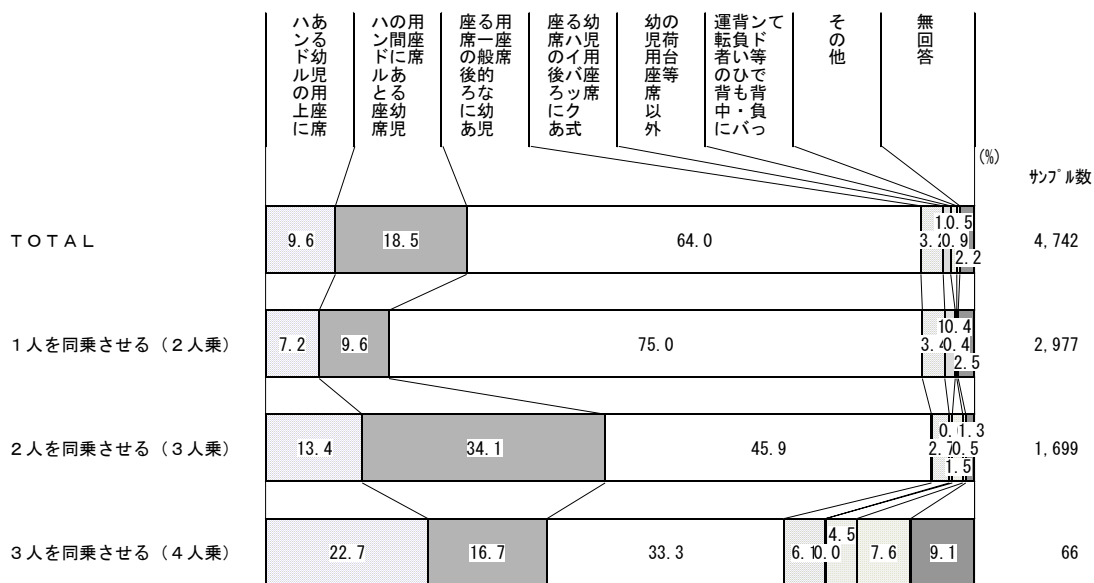 ハンドルの上に
ある幼児用座席
ハンドルと座席
の間にある幼児
用座席
座席の後ろにあ
る一般的な幼児
用座席
座席の後ろにあ
るハイバック式
幼児用座席
幼児用座席以外
の荷台等
運転者の背中に
背負いひも・バ
ンド等で背負っ
て
その他
無回答
(%)
ｻﾝﾌﾟﾙ数
ＴＯＴＡＬ
9.6
18.5
64.0
3.2
0.9
0.5
2.2
4,742
１人を同乗させる（２人乗）
7.2
9.6
75.0
3.4
0.4
0.4
2.5
2,977
２人を同乗させる（３人乗）
13.4
34.1
45.9
2.7
1.5
0.5
1.3
1,699
３人を同乗させる（４人乗）
22.7
16.7
33.3
6.1
0.0
4.5
7.6
9.1
66